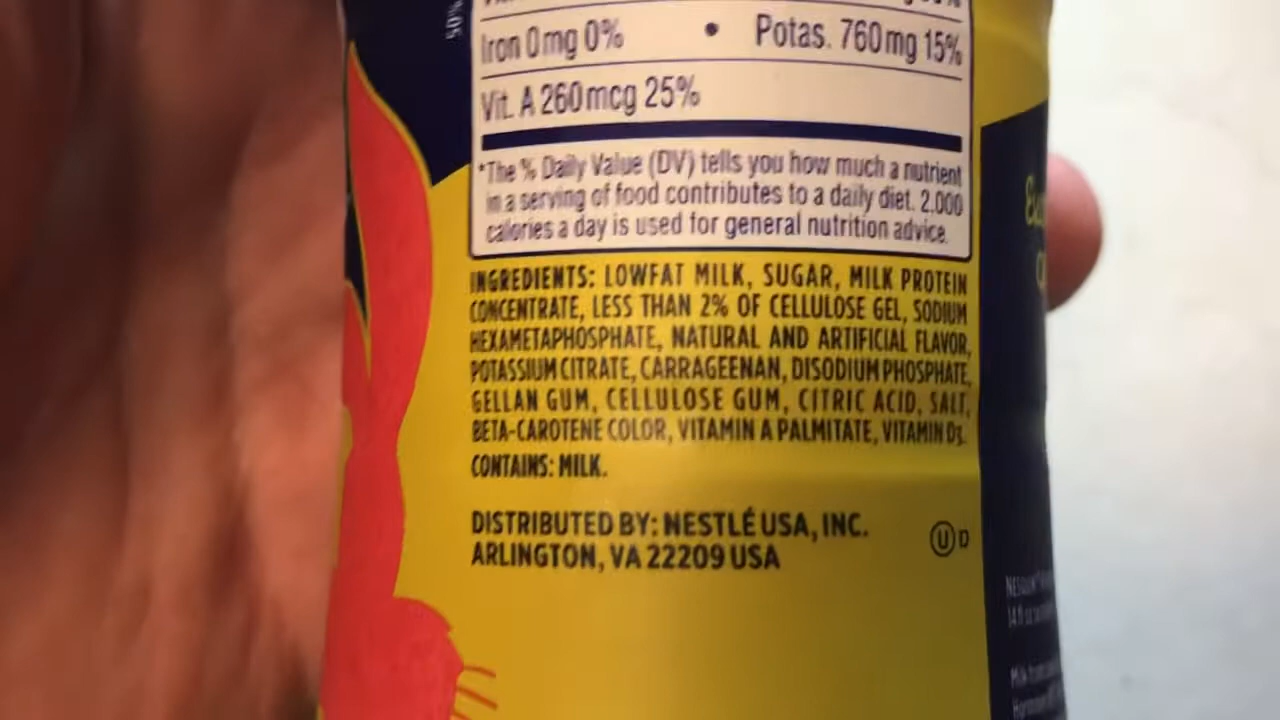 50%
Iron 0mg 0% • Potas. 760mg 15%
Vit. A 260mcg 25%
*The % Daily Value (DV) tells you how much a nutrient
in a serving of food contributes to a daily diet. 2,000
calories a day is used for general nutrition advice.
INGREDIENTS: LOWFAT MILK, SUGAR, MILK PROTEIN
CONCENTRATE, LESS THAN 2% OF CELLULOSE GEL, SODIUM
HEXAMETAPHOSPHATE, NATURAL AND ARTIFICIAL FLAVOR,
POTASSIUM CITRATE, CARRAGEENAN, DISODIUM PHOSPHATE,
GELLAN GUM, CELLULOSE GUM, CITRIC ACID, SALT,
BETA-CAROTENE COLOR, VITAMIN A PALMITATE, VITAMIN D3.
CONTAINS: MILK.
DISTRIBUTED BY: NESTLÉ USA, INC.
ARLINGTON, VA 22209 USA
U D